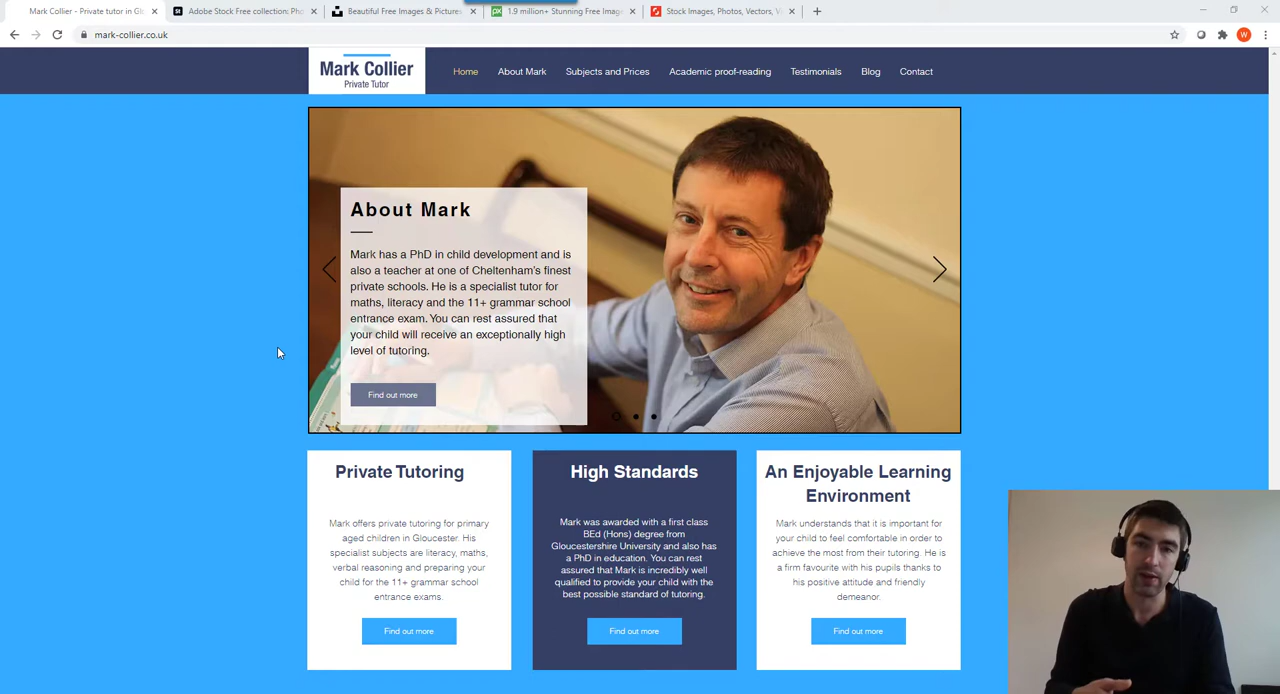 Mark Collier - Private tutor in Glo
Adobe Stock Free collection: Pho
Beautiful Free Images & Pictures
1.9 million+ Stunning Free Image
Stock Images, Photos, Vectors, V
mark-collier.co.uk
W
Mark Collier
Private Tutor
Home
About Mark
Subjects and Prices
Academic proof-reading
Testimonials
Blog
Contact
About Mark
Mark has a PhD in child development and is
also a teacher at one of Cheltenham's finest
private schools. He is a specialist tutor for
maths, literacy and the 11+ grammar school
entrance exam. You can rest assured that
your child will receive an exceptionally high
level of tutoring.
Find out more
Private Tutoring
Mark offers private tutoring for primary
aged children in Gloucester. His
specialist subjects are literacy, maths,
verbal reasoning and preparing your
child for the 11+ grammar school
entrance exams.
Find out more
High Standards
Mark was awarded with a first class
BEd (Hons) degree from
Gloucestershire University and also has
a PhD in education. You can rest
assured that Mark is incredibly well
qualified to provide your child with the
best possible standard of tutoring.
Find out more
An Enjoyable Learning
Environment
Mark understands that it is important for
your child to feel comfortable in order to
achieve the most from their tutoring. He is
a firm favourite with his pupils thanks to
his positive attitude and friendly
demeanor.
Find out more